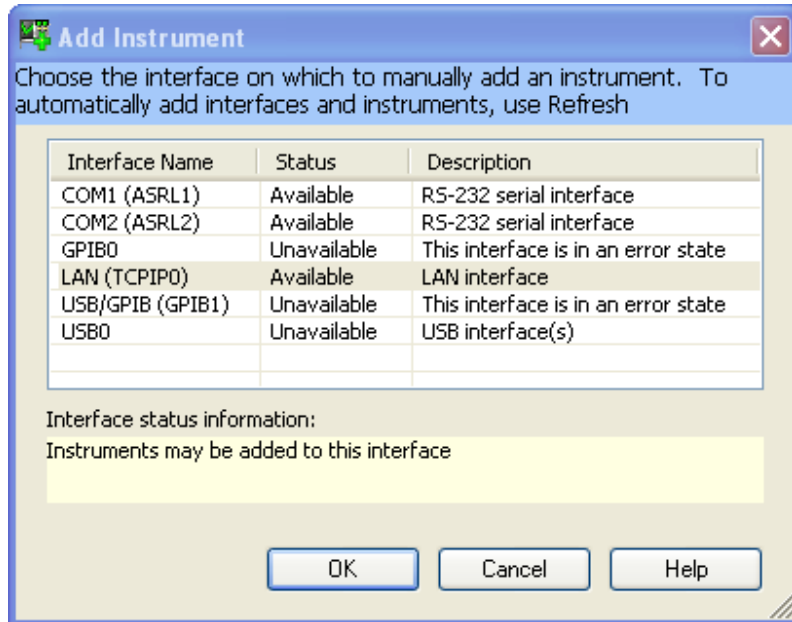 Add Instrument
Choose the interface on which to manually add an instrument.  To
automatically add interfaces and instruments, use Refresh
Interface Name Status Description
COM1 (ASRL1) Available RS-232 serial interface
COM2 (ASRL2) Available RS-232 serial interface
GPIB0 Unavailable This interface is in an error state
LAN (TCPIP0) Available LAN interface
USB/GPIB (GPIB1) Unavailable This interface is in an error state
USB0 Unavailable USB interface(s)
Interface status information:
Instruments may be added to this interface
OK Cancel Help